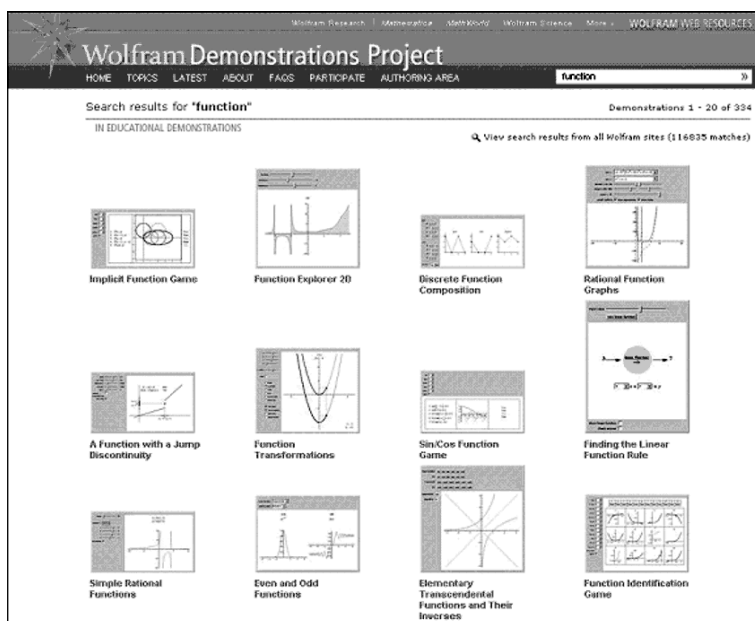 Wolfram Research | Mathematica MathWorld Wolfram Science More » WOLFRAM WEB RESOURCES
Wolfram Demonstrations Project
HOME TOPICS LATEST ABOUT FAQS PARTICIPATE AUTHORING AREA function »
Search results for "function" Demonstrations 1 - 20 of 334
IN EDUCATIONAL DEMONSTRATIONS
View search results from all Wolfram sites (116835 matches)
Implicit Function Game
Function Explorer 2D
Discrete Function
Composition
Rational Function
Graphs
A Function with a Jump
Discontinuity
Function
Transformations
Sin/Cos Function
Game
Finding the Linear
Function Rule
Simple Rational
Functions
Even and Odd
Functions
Elementary
Transcendental
Functions and Their
Inverses
Function Identification
Game